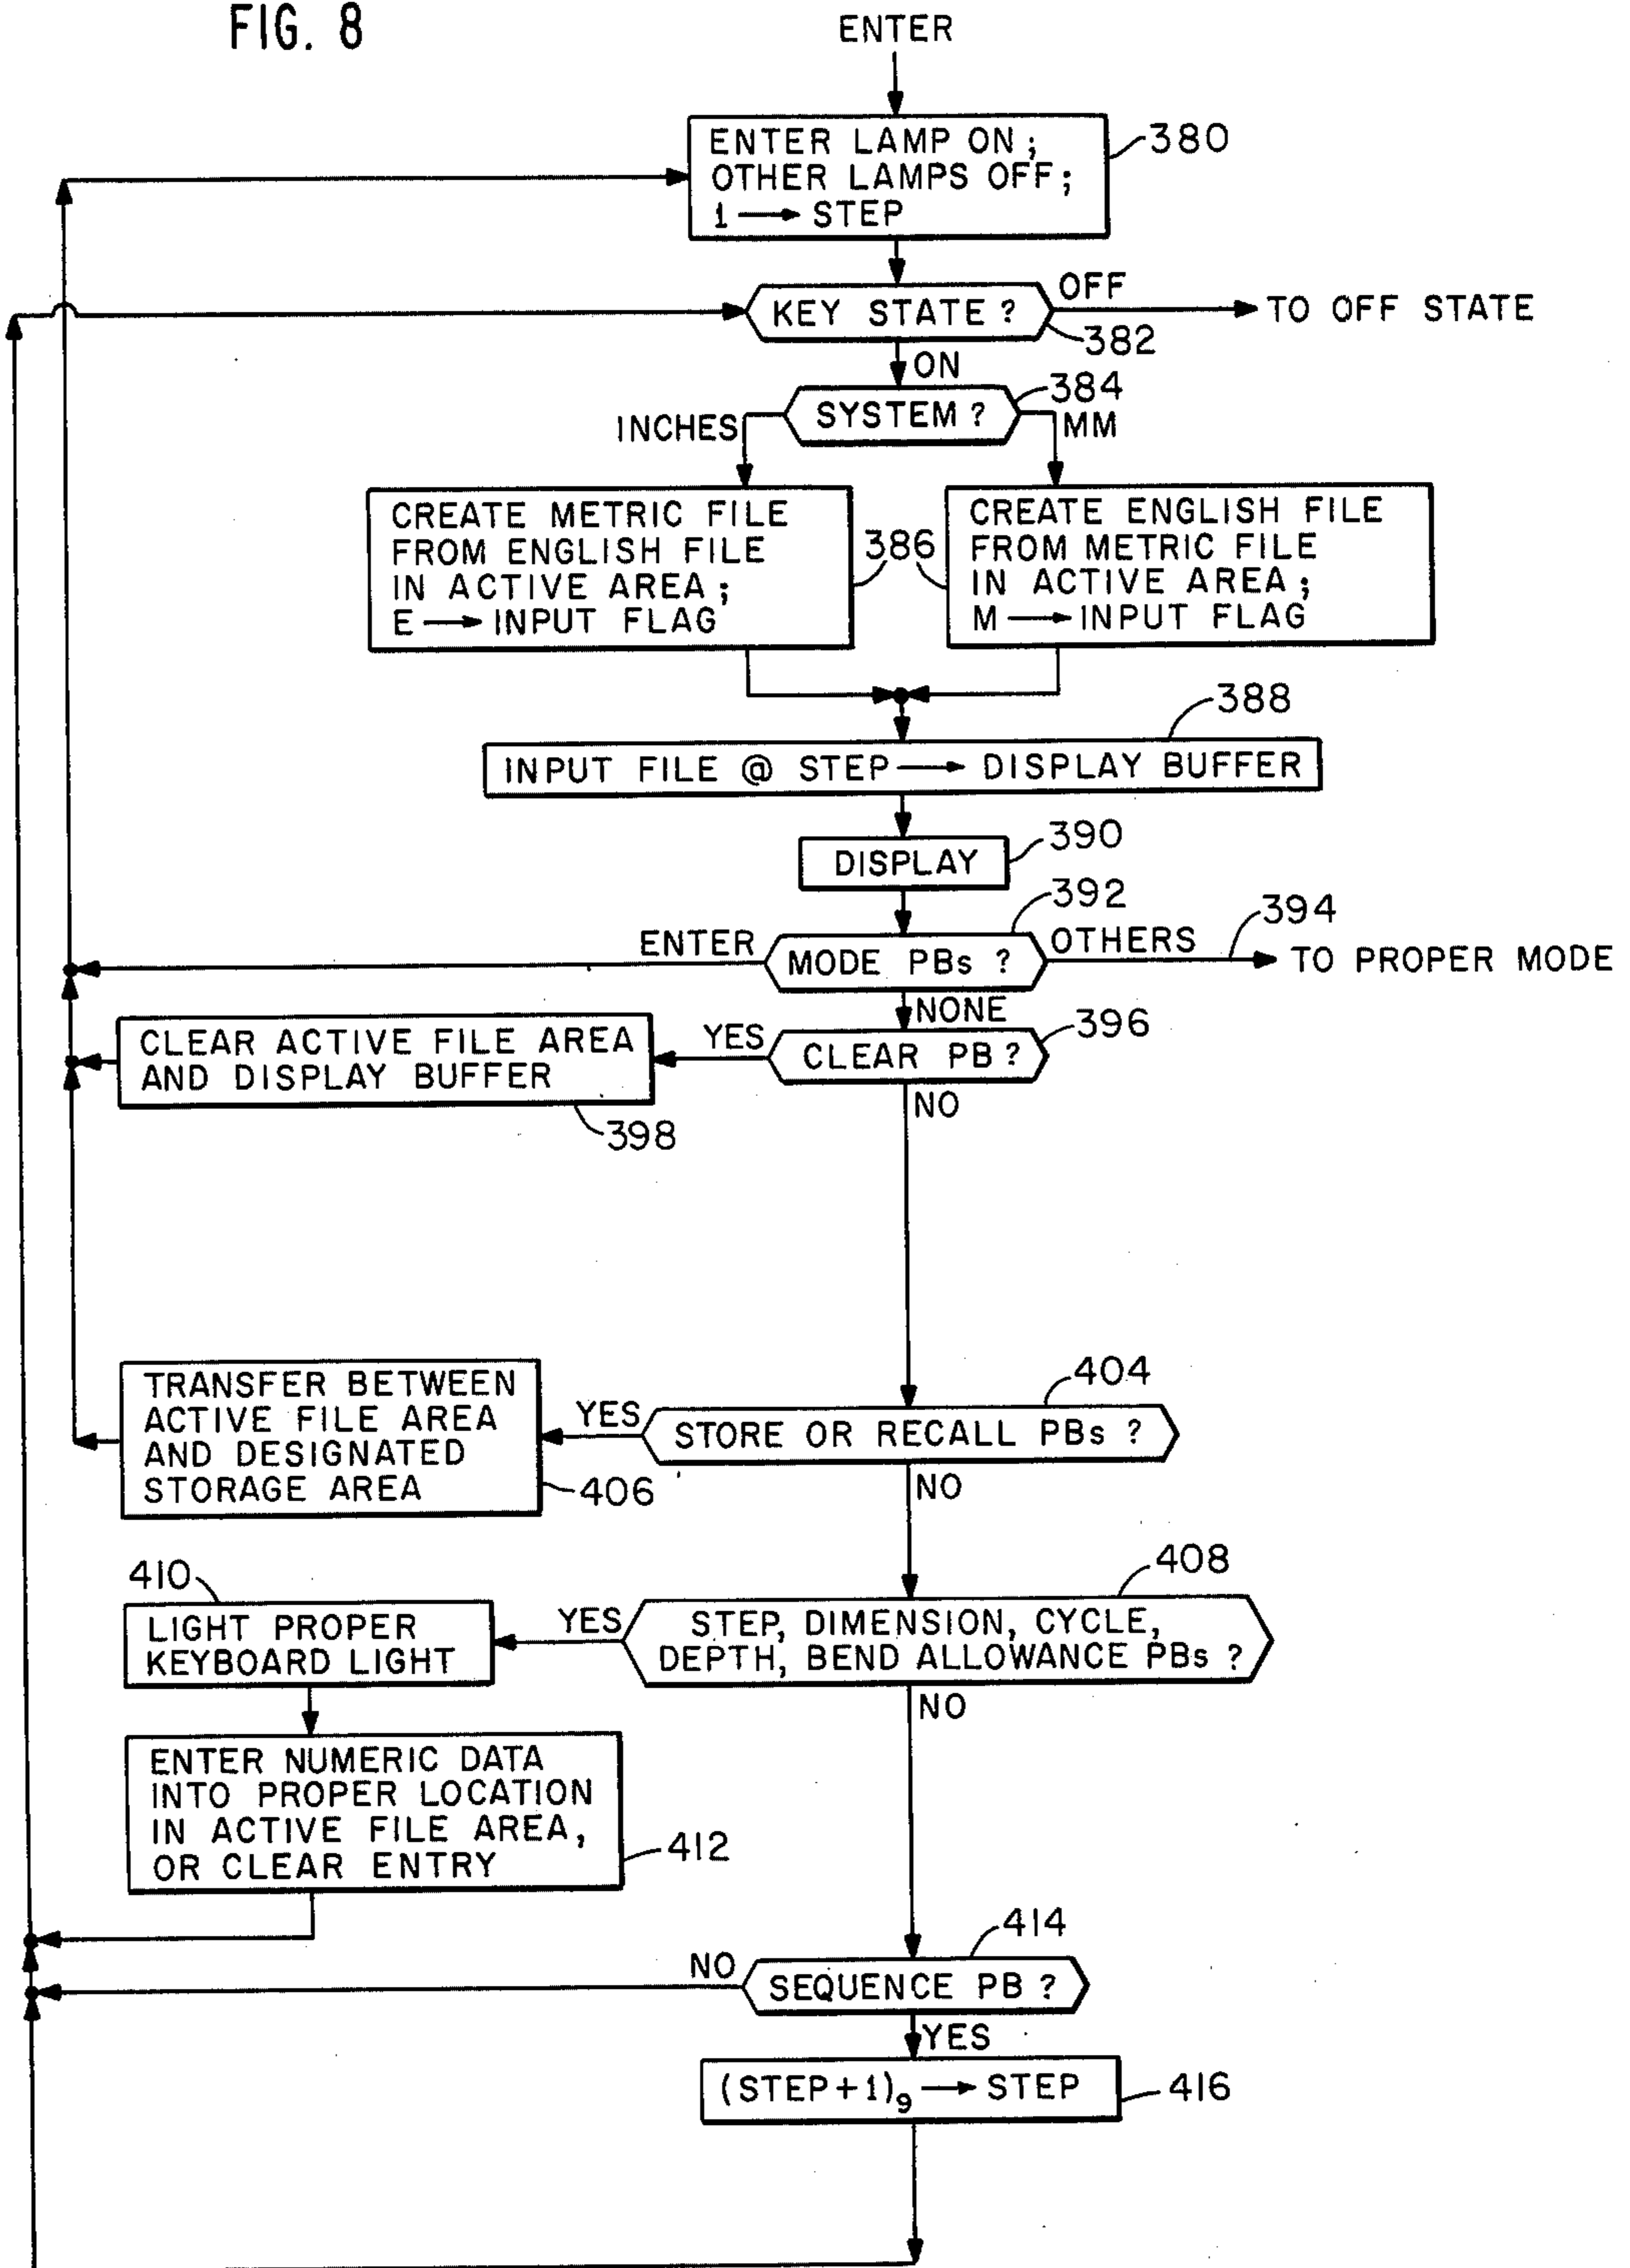 FIG. 8
ENTER
ENTER LAMP ON;
OTHER LAMPS OFF;
1 → STEP
380
KEY STATE ?
OFF
TO OFF STATE
382
ON
384
SYSTEM ?
INCHES
MM
CREATE METRIC FILE
FROM ENGLISH FILE
IN ACTIVE AREA;
E → INPUT FLAG
386
CREATE ENGLISH FILE
FROM METRIC FILE
IN ACTIVE AREA;
M → INPUT FLAG
388
INPUT FILE @ STEP → DISPLAY BUFFER
390
DISPLAY
392
394
ENTER
MODE PBs ?
OTHERS
TO PROPER MODE
NONE
396
CLEAR ACTIVE FILE AREA
AND DISPLAY BUFFER
YES
CLEAR PB ?
398
NO
404
TRANSFER BETWEEN
ACTIVE FILE AREA
AND DESIGNATED
STORAGE AREA
YES
STORE OR RECALL PBs ?
406
NO
408
410
LIGHT PROPER
KEYBOARD LIGHT
YES
STEP, DIMENSION, CYCLE,
DEPTH, BEND ALLOWANCE PBs ?
NO
ENTER NUMERIC DATA
INTO PROPER LOCATION
IN ACTIVE FILE AREA,
OR CLEAR ENTRY
412
414
NO
SEQUENCE PB ?
YES
(STEP+1)₉ → STEP
416